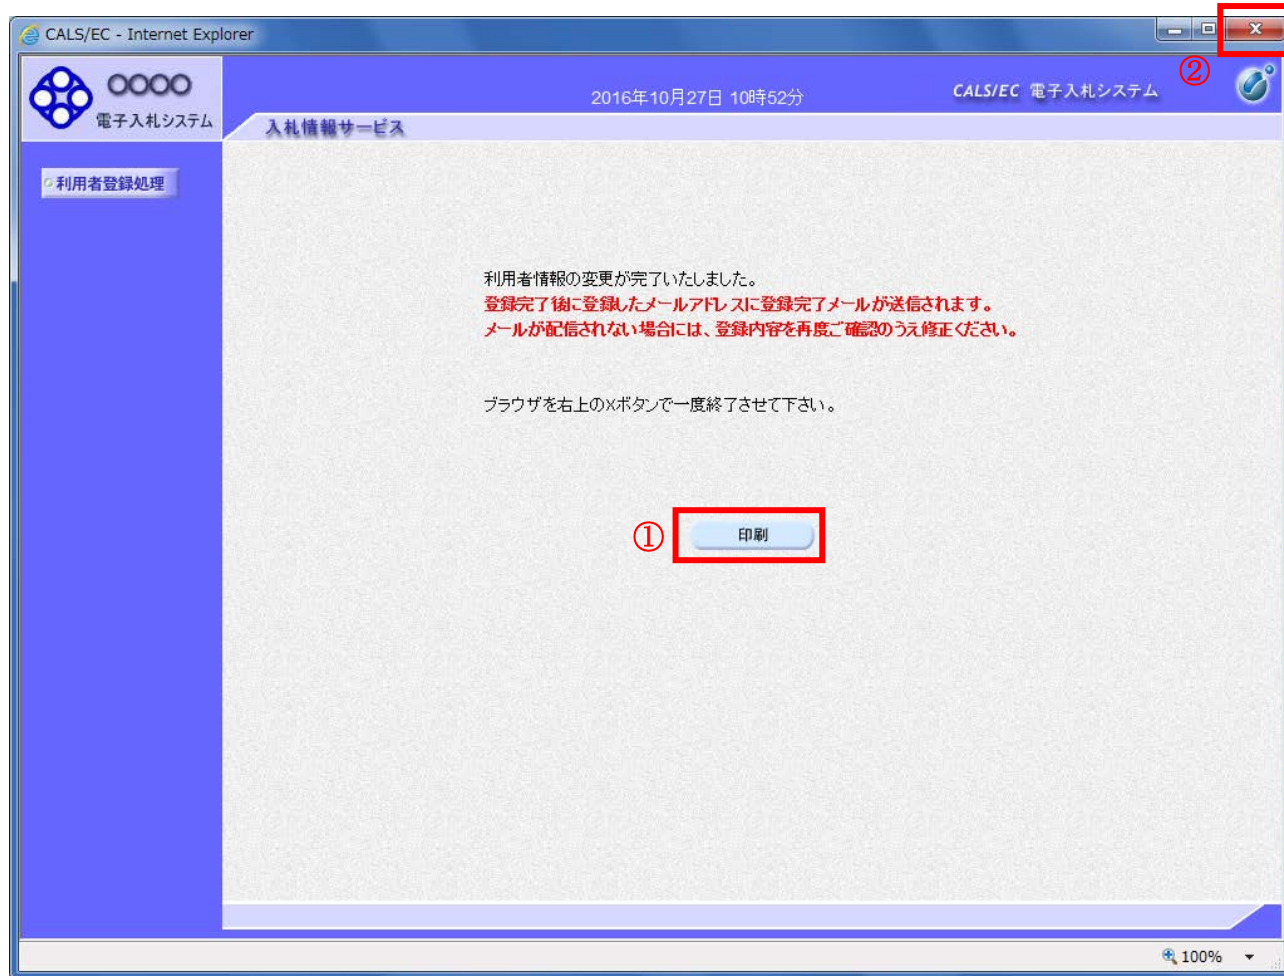 CALS/EC - Internet Explorer
②
○○○○
電子入札システム
2016年10月27日 10時52分
CALS/EC 電子入札システム
入札情報サービス
利用者登録処理
利用者情報の変更が完了いたしました。
登録完了後に登録したメールアドレスに登録完了メールが送信されます。
メールが配信されない場合には、登録内容を再度ご確認のうえ修正ください。
ブラウザを右上の×ボタンで一度終了させて下さい。
① 印刷
100%